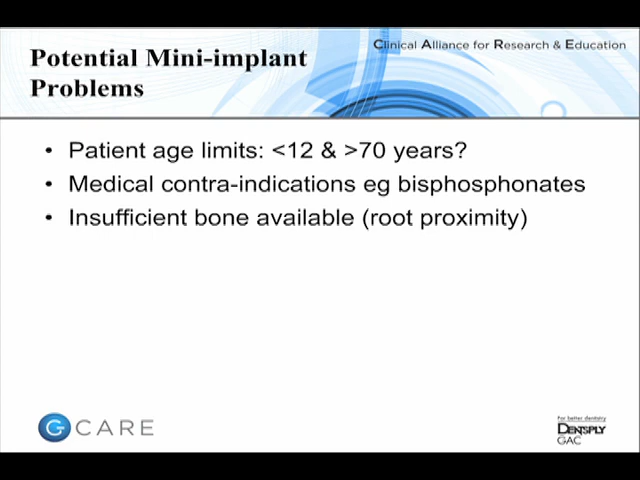 Clinical Alliance for Research & Education
Potential Mini-implant
Problems
• Patient age limits: <12 & >70 years?
• Medical contra-indications eg bisphosphonates
• Insufficient bone available (root proximity)
G CARE
For better dentistry
DENTSPLY
GAC